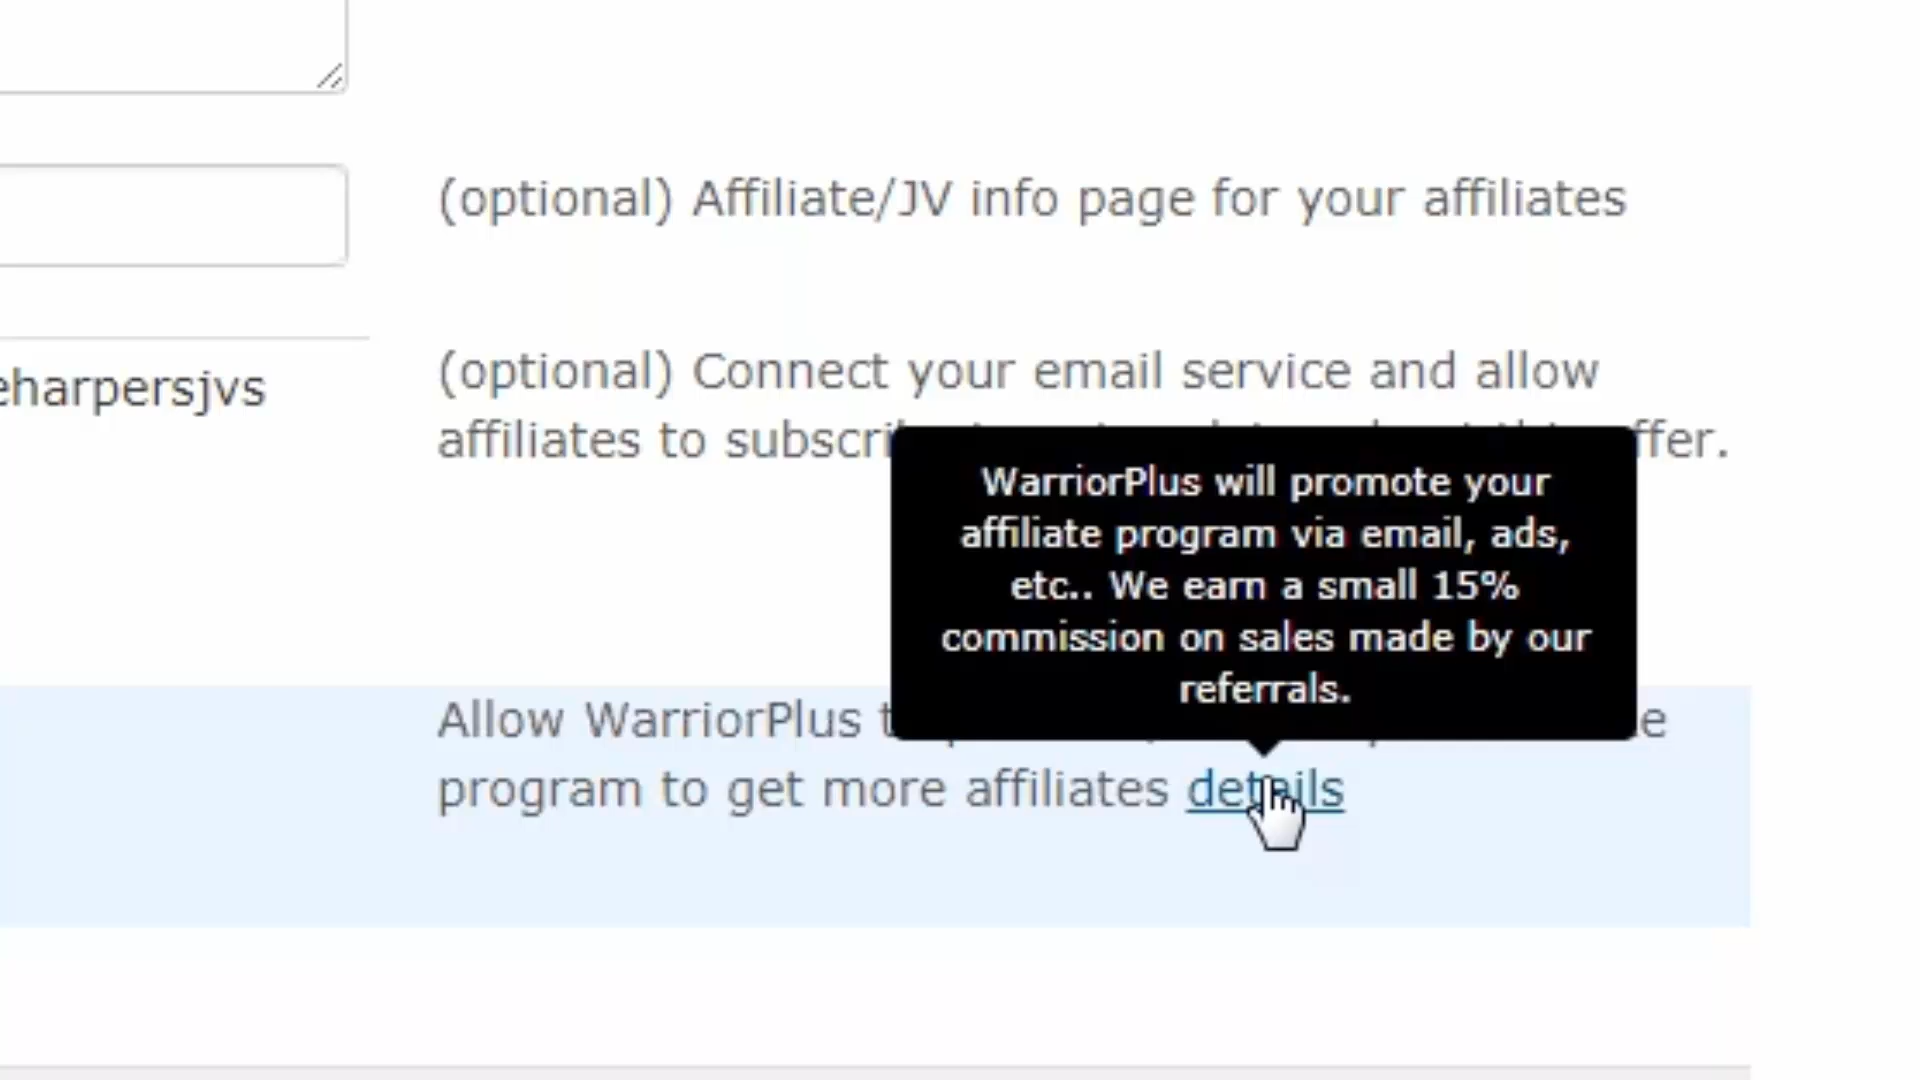 (optional) Affiliate/JV info page for your affiliates
eharpersjvs
(optional) Connect your email service and allow
affiliates to
offer.
WarriorPlus will promote your
affiliate program via email, ads,
etc.. We earn a small 15%
commission on sales made by our
referrals.
Allow WarriorPlus
program to get more affiliates details